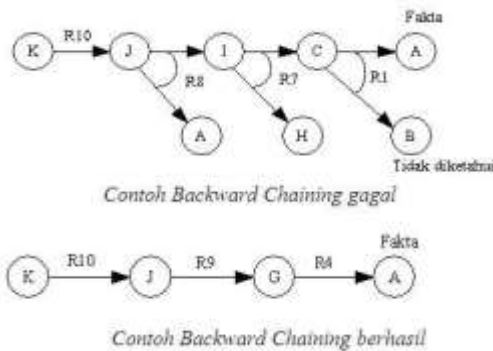 Fakta
K R10 J I C A
R8 R7 R1
A H B
Tidak diketahui
Contoh Backward Chaining gagal
Fakta
K R10 J R9 G R4 A
Contoh Backward Chaining berhasil